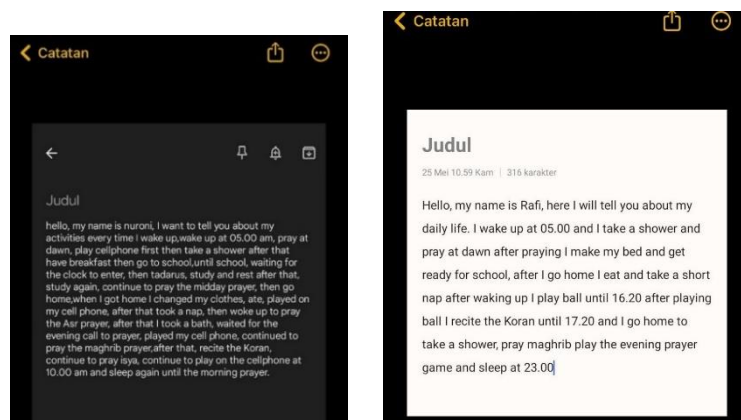 Catatan
Judul
hello, my name is nuroni, I want to tell you about my
activities every time I wake up,wake up at 05.00 am, pray at
dawn, play cellphone first then take a shower after that
have breakfast then go to school,until school, waiting for
the clock to enter, then tadarus, study and rest after that,
study again, continue to pray the midday prayer, then go
home,when I got home I changed my clothes, ate, played on
my cell phone, after that took a nap, then woke up to pray
the Asr prayer, after that I took a bath, waited for the
evening call to prayer, played my cell phone, continued to
pray the maghrib prayer,after that, recite the Koran,
continue to pray isya, continue to play on the cellphone at
10.00 am and sleep again until the morning prayer.
Catatan
Judul
25 Mei 10.59 Kam | 316 karakter
Hello, my name is Rafi, here I will tell you about my
daily life. I wake up at 05.00 and I take a shower and
pray at dawn after praying I make my bed and get
ready for school, after I go home I eat and take a short
nap after waking up I play ball until 16.20 after playing
ball I recite the Koran until 17.20 and I go home to
take a shower, pray maghrib play the evening prayer
game and sleep at 23.00